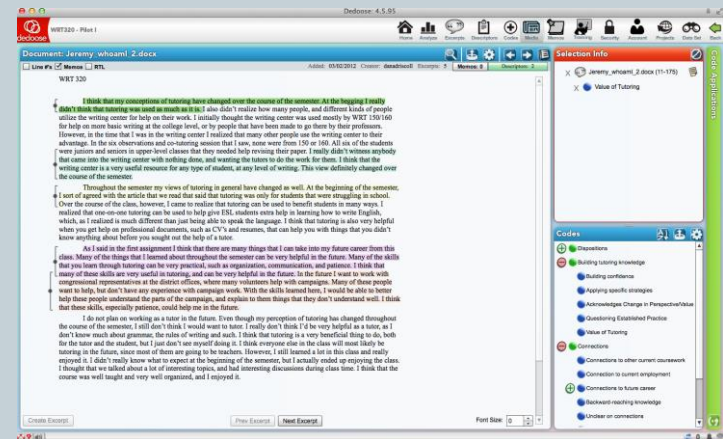 Dedoose: 4.5.95
dedoose
WRT320 - Pilot I
Home Analyze Excerpts Descriptors Codes Media Memos Training Security Account Projects Data Set Back
Document: Jeremy_whoamI_2.docx
Line #'s Memos RTL
Added: 03/02/2012 Creator: danadriscoll Excerpts: 5 Memos: 0 Descriptors: 2
WRT 320
I think that my conceptions of tutoring have changed over the course of the semester. At the begging I really
didn't think that tutoring was used as much as it is. I also didn't realize how many people, and different kinds of people
utilize the writing center for help on their work. I initially thought the writing center was used mostly by WRT 150/160
for help on more basic writing at the college level, or by people that have been made to go there by their professors.
However, in the time that I was in the writing center I realized that many other people use the writing center to their
advantage. In the six observations and co-tutoring session that I saw, none were from 150 or 160. All six of the students
were juniors and seniors in upper-level classes that they needed help revising their paper. I really didn't witness anybody
that came into the writing center with nothing done, and wanting the tutors to do the work for them. I think that the
writing center is a very useful resource for any type of student, at any level of writing. This view definitely changed over
the course of the semester.
Throughout the semester my views of tutoring in general have changed as well. At the beginning of the semester,
I sort of agreed with the article that we read that said that tutoring was only for students that were struggling in school.
Over the course of the class, however, I came to realize that tutoring can be used to benefit students in many ways. I
realized that one-on-one tutoring can be used to help give ESL students extra help in learning how to write English,
which, as I realized is much different than just being able to speak the language. I think that tutoring is also very helpful
when you get help on professional documents, such as CV's and resumes, that can help you with things that you didn't
know anything about before you sought out the help of a tutor.
As I said in the first assignment I think that there are many things that I can take into my future career from this
class. Many of the things that I learned about throughout the semester can be very helpful in the future. Many of the skills
that you learn through tutoring can be very practical, such as organization, communication, and patience. I think that
many of these skills are very useful in tutoring, and can be very helpful in the future. In the future I want to work with
congressional representatives at the district offices, where many volunteers help with campaigns. Many of these people
want to help, but don't have any experience with campaign work. With the skills learned here, I would be able to better
help these people understand the parts of the campaign, and explain to them things that they don't understand well. I think
that these skills, especially patience, could help me in the future.
I do not plan on working as a tutor in the future. Even though my perception of tutoring has changed throughout
the course of the semester, I still don't think I would want to tutor. I really don't think I'd be very helpful as a tutor, as I
don't know much about grammar, the rules of writing and such. I think that tutoring is a very beneficial thing to do, both
for the tutor and the student, but I just don't see myself doing it. I think everyone else in the class will most likely be
tutoring in the future, since most of them are going to be teachers. However, I still learned a lot in this class and really
enjoyed it. I didn't really know what to expect at the beginning of the semester, but I actually ended up enjoying the class.
I thought that we talked about a lot of interesting topics, and had interesting discussions during class time. I think that the
course was well taught and very well organized, and I enjoyed it.
Create Excerpt Prev Excerpt Next Excerpt Font Size: 0
Selection Info
X Jeremy_whoamI_2.docx (11-175)
X Value of Tutoring
Codes
Dispositions
Building tutoring knowledge
Building confidence
Applying specific strategies
Acknowledges Change in Perspective/Value
Questioning Established Practice
Value of Tutoring
Connections
Connections to other current coursework
Connection to current employment
Connections to future career
Backward-reaching knowledge
Unclear on connections
Code Applications